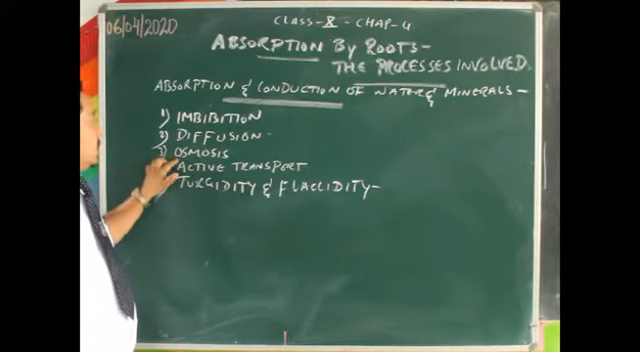 CLASS-X - CHAP-4
06/04/2020
ABSORPTION BY ROOTS-
THE PROCESSES INVOLVED.
ABSORPTION & CONDUCTION OF WATER & MINERALS-
1) IMBIBITION
2) DIFFUSION-
3) OSMOSIS
ACTIVE TRANSPORT
TURGIDITY & FLACCIDITY-